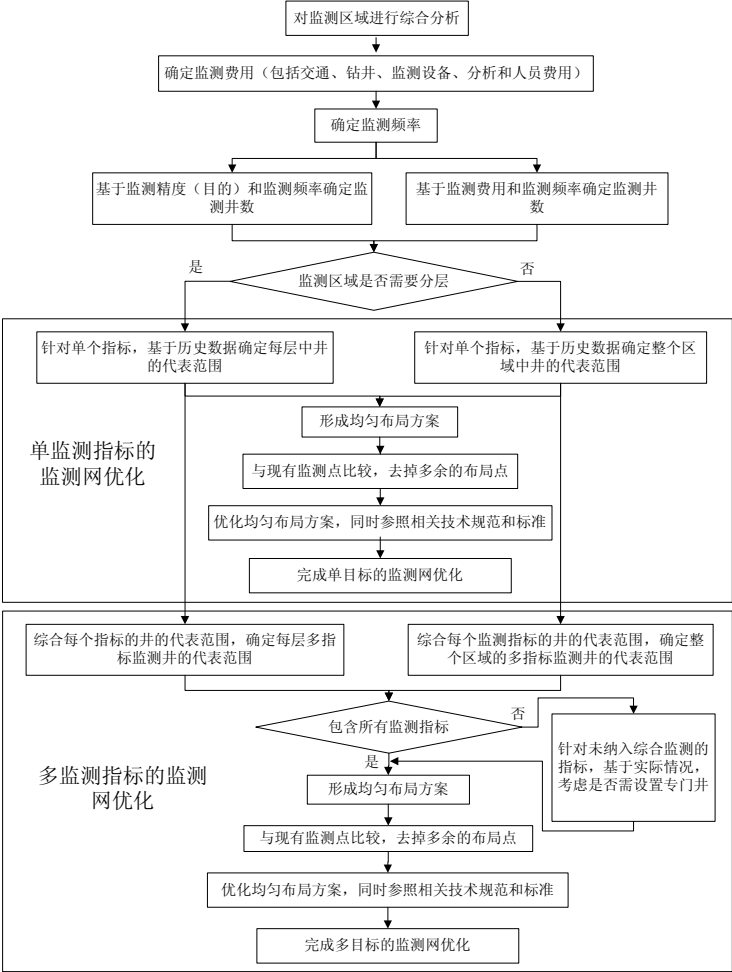 对监测区域进行综合分析
确定监测费用（包括交通、钻井、监测设备、分析和人员费用）
确定监测频率
基于监测精度（目的）和监测频率确定监
测井数
基于监测费用和监测频率确定监测井
数
监测区域是否需要分层
是
否
针对单个指标，基于历史数据确定每层中井
的代表范围
针对单个指标，基于历史数据确定整个区
域中井的代表范围
形成均匀布局方案
单监测指标的
监测网优化
与现有监测点比较，去掉多余的布局点
优化均匀布局方案，同时参照相关技术规范和标准
完成单目标的监测网优化
综合每个指标的井的代表范围，确定每层多指
标监测井的代表范围
综合每个监测指标的井的代表范围，确定整
个区域的多指标监测井的代表范围
包含所有监测指标
否
是
针对未纳入综合监测的
指标，基于实际情况，
考虑是否需设置专门井
多监测指标的监测
网优化
形成均匀布局方案
与现有监测点比较，去掉多余的布局点
优化均匀布局方案，同时参照相关技术规范和标准
完成多目标的监测网优化